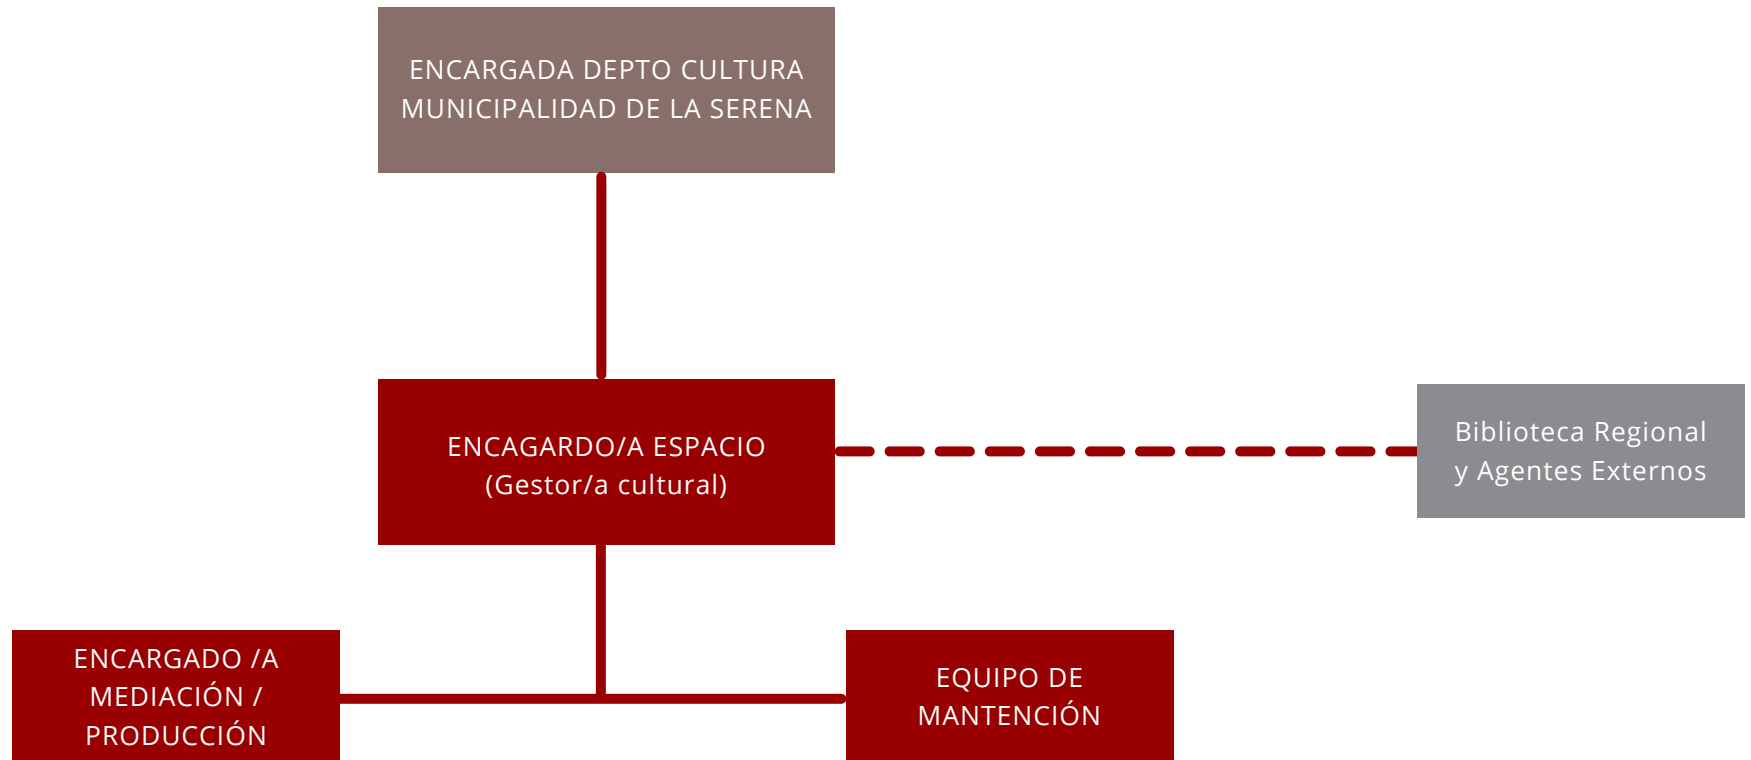 ENCARGADA DEPTO CULTURA
MUNICIPALIDAD DE LA SERENA
ENCAGARDO/A ESPACIO
(Gestor/a cultural)
Biblioteca Regional
y Agentes Externos
ENCARGADO /A
MEDIACIÓN /
PRODUCCIÓN
EQUIPO DE
MANTENCIÓN